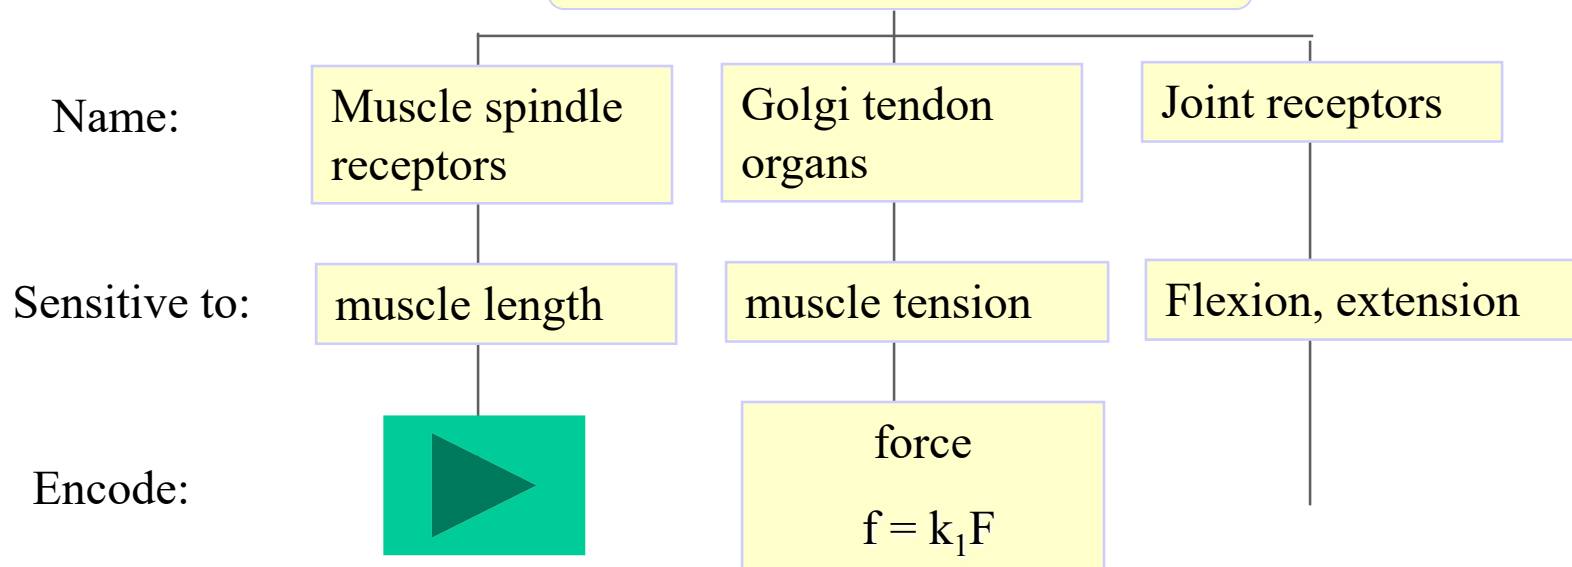 Name:
Muscle spindle
receptors
Golgi tendon
organs
Joint receptors
Sensitive to:
muscle length
muscle tension
Flexion, extension
Encode:
force
f = k₁F